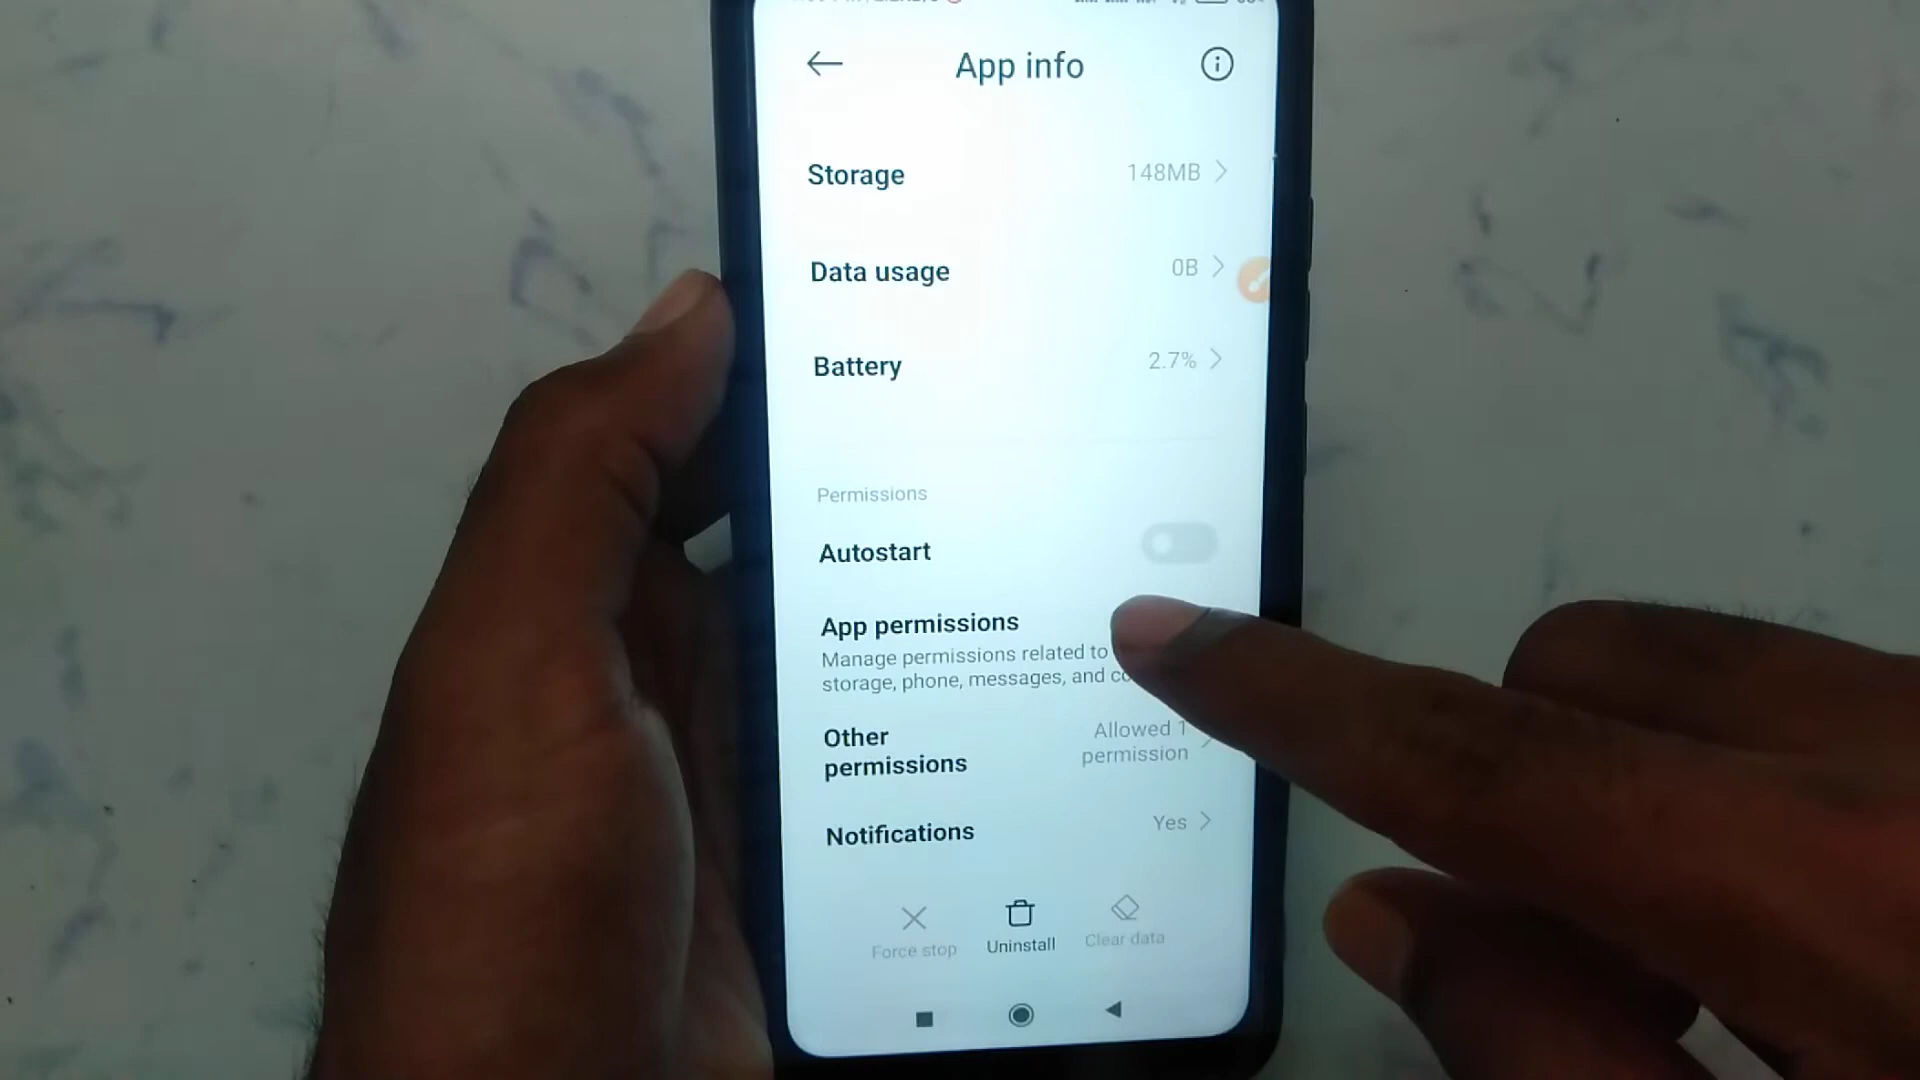 App info
Storage 148MB
Data usage 0B
Battery 2.7%
Permissions
Autostart
App permissions
Manage permissions related to
storage, phone, messages, and
Other
permissions
Allowed 1
permission
Notifications Yes
Force stop
Uninstall
Clear data